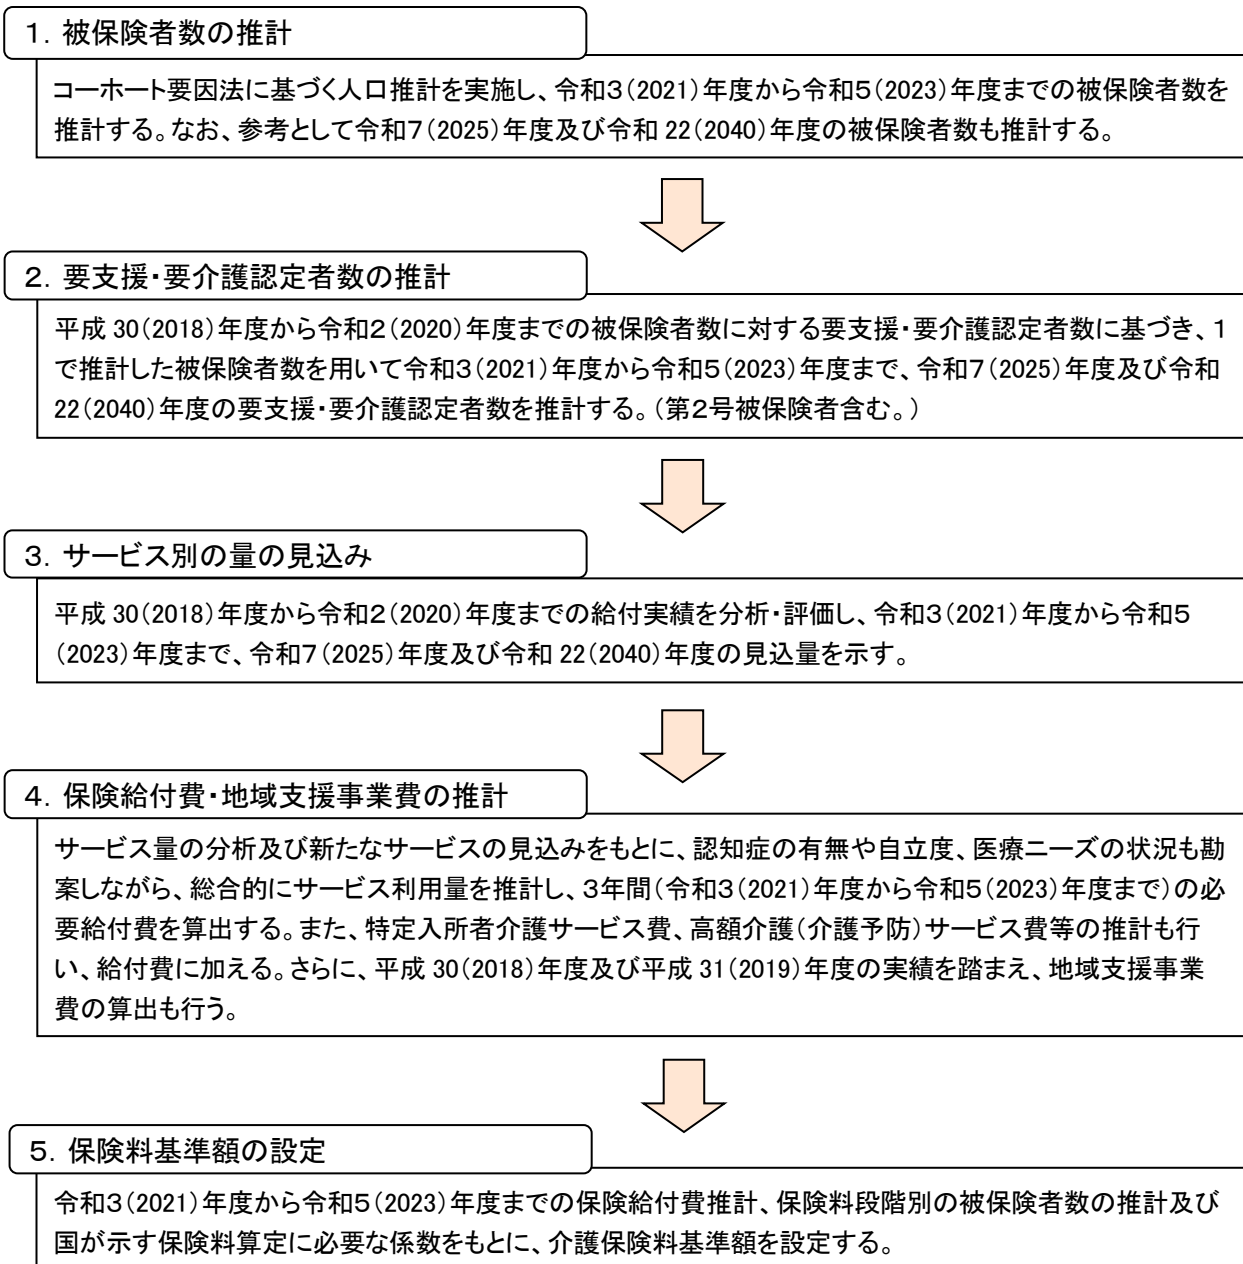 １．被保険者数の推計
コーホート要因法に基づく人口推計を実施し、令和３（2021）年度から令和５（2023）年度までの被保険者数を
推計する。なお、参考として令和７（2025）年度及び令和 22（2040）年度の被保険者数も推計する。
２．要支援・要介護認定者数の推計
平成 30（2018）年度から令和２（2020）年度までの被保険者数に対する要支援・要介護認定者数に基づき、１
で推計した被保険者数を用いて令和３（2021）年度から令和５（2023）年度まで、令和７（2025）年度及び令和
22（2040）年度の要支援・要介護認定者数を推計する。（第２号被保険者含む。）
３．サービス別の量の見込み
平成 30（2018）年度から令和２（2020）年度までの給付実績を分析・評価し、令和３（2021）年度から令和５
（2023）年度まで、令和７（2025）年度及び令和 22（2040）年度の見込量を示す。
４．保険給付費・地域支援事業費の推計
サービス量の分析及び新たなサービスの見込みをもとに、認知症の有無や自立度、医療ニーズの状況も勘
案しながら、総合的にサービス利用量を推計し、３年間（令和３（2021）年度から令和５（2023）年度まで）の必
要給付費を算出する。また、特定入所者介護サービス費、高額介護（介護予防）サービス費等の推計も行
い、給付費に加える。さらに、平成 30（2018）年度及び平成 31（2019）年度の実績を踏まえ、地域支援事業
費の算出も行う。
５．保険料基準額の設定
令和３（2021）年度から令和５（2023）年度までの保険給付費推計、保険料段階別の被保険者数の推計及び
国が示す保険料算定に必要な係数をもとに、介護保険料基準額を設定する。